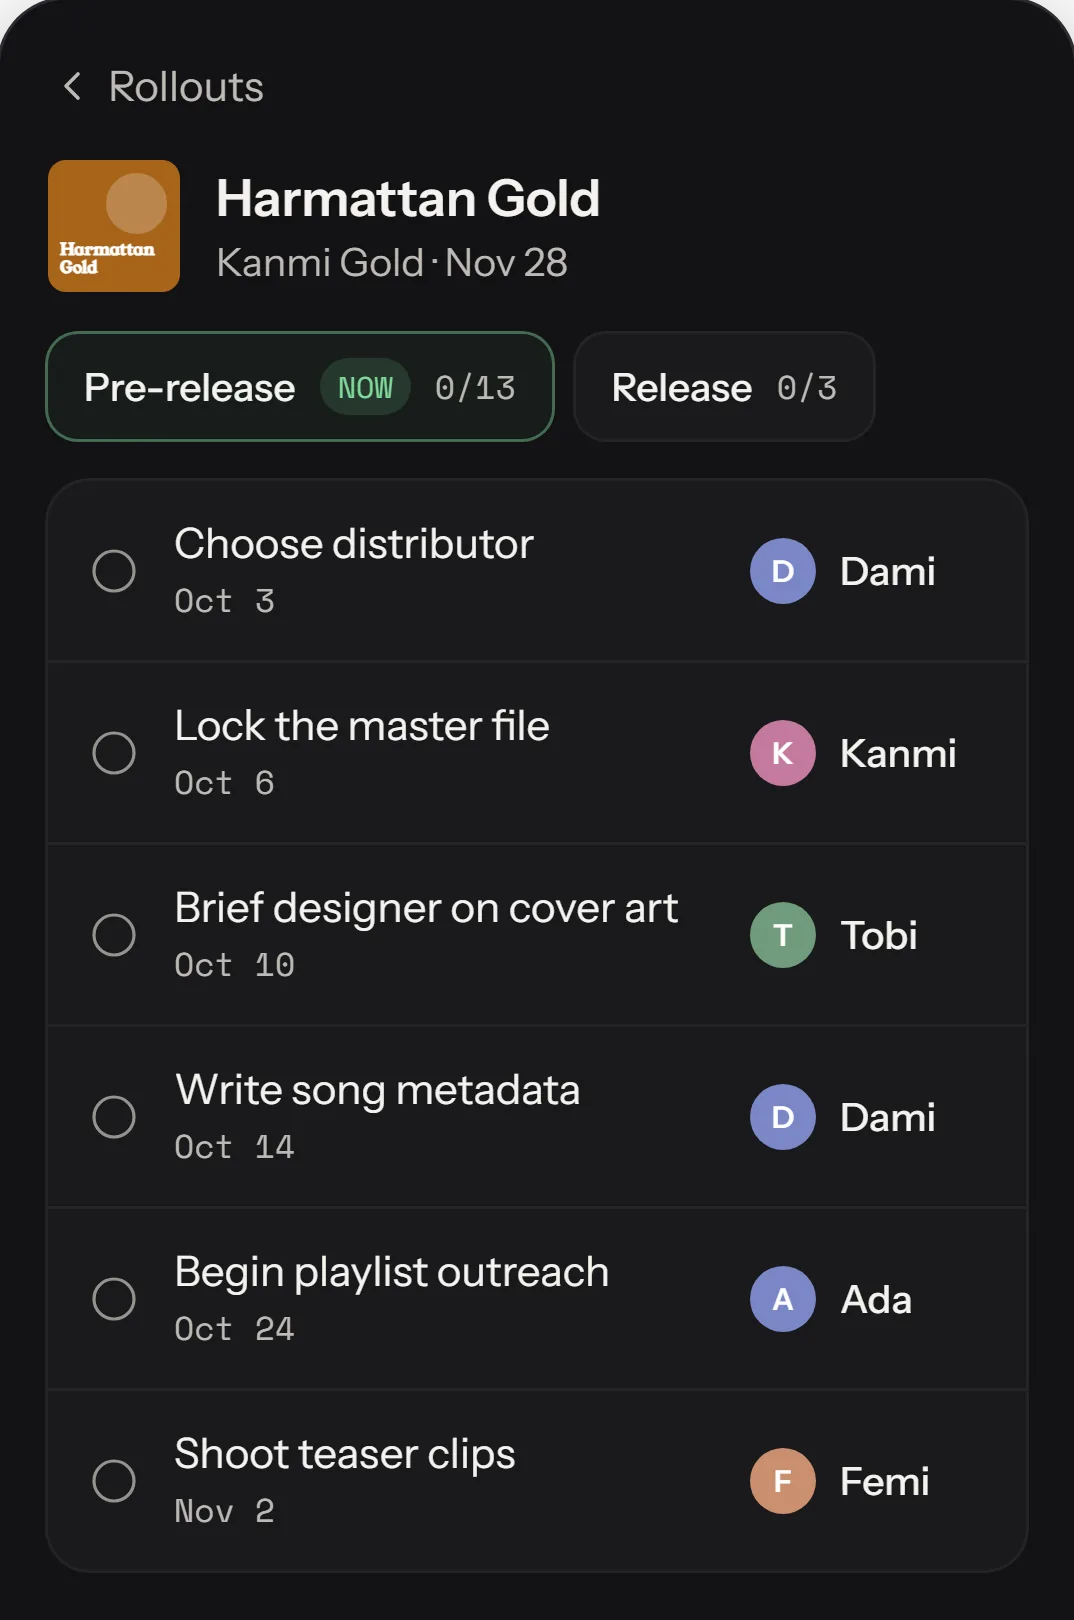 Rollouts
Harmattan
Gold
Harmattan Gold
Kanmi Gold · Nov 28
Pre-release NOW 0/13 Release 0/3
Choose distributor
Oct 3
D Dami
Lock the master file
Oct 6
K Kanmi
Brief designer on cover art
Oct 10
T Tobi
Write song metadata
Oct 14
D Dami
Begin playlist outreach
Oct 24
A Ada
Shoot teaser clips
Nov 2
F Femi